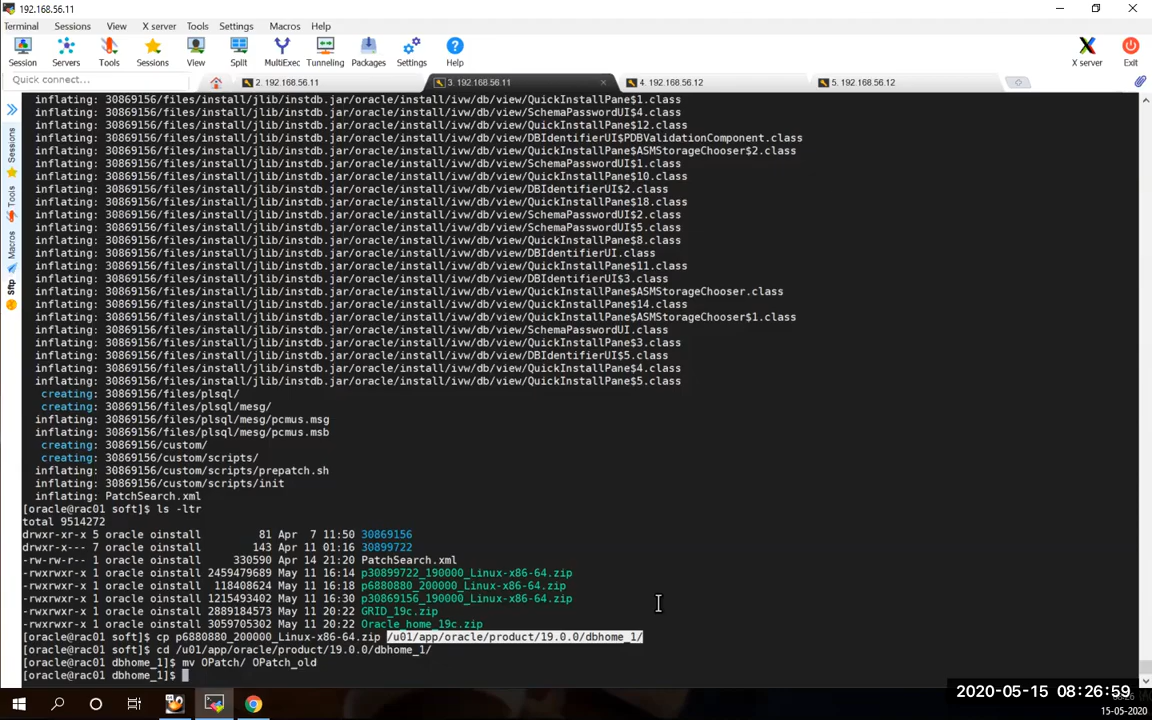 192.168.56.11
Terminal Sessions View X server Tools Settings Macros Help
Session Servers Tools Sessions View Split MultiExec Tunneling Packages Settings Help X server Exit
Quick connect...
2. 192.168.56.11
3. 192.168.56.11
4. 192.168.56.12
5. 192.168.56.12
Sessions
Tools
Macros
sftp
inflating: 30869156/files/install/jlib/instdb.jar/oracle/install/ivw/db/view/QuickInstallPane$1.class
inflating: 30869156/files/install/jlib/instdb.jar/oracle/install/ivw/db/view/SchemaPasswordUI$4.class
inflating: 30869156/files/install/jlib/instdb.jar/oracle/install/ivw/db/view/QuickInstallPane$12.class
inflating: 30869156/files/install/jlib/instdb.jar/oracle/install/ivw/db/view/DBIdentifierUI$PDBValidationComponent.class
inflating: 30869156/files/install/jlib/instdb.jar/oracle/install/ivw/db/view/QuickInstallPane$ASMStorageChooser$2.class
inflating: 30869156/files/install/jlib/instdb.jar/oracle/install/ivw/db/view/SchemaPasswordUI$1.class
inflating: 30869156/files/install/jlib/instdb.jar/oracle/install/ivw/db/view/QuickInstallPane$10.class
inflating: 30869156/files/install/jlib/instdb.jar/oracle/install/ivw/db/view/DBIdentifierUI$2.class
inflating: 30869156/files/install/jlib/instdb.jar/oracle/install/ivw/db/view/QuickInstallPane$18.class
inflating: 30869156/files/install/jlib/instdb.jar/oracle/install/ivw/db/view/SchemaPasswordUI$2.class
inflating: 30869156/files/install/jlib/instdb.jar/oracle/install/ivw/db/view/SchemaPasswordUI$5.class
inflating: 30869156/files/install/jlib/instdb.jar/oracle/install/ivw/db/view/QuickInstallPane$8.class
inflating: 30869156/files/install/jlib/instdb.jar/oracle/install/ivw/db/view/DBIdentifierUI.class
inflating: 30869156/files/install/jlib/instdb.jar/oracle/install/ivw/db/view/QuickInstallPane$11.class
inflating: 30869156/files/install/jlib/instdb.jar/oracle/install/ivw/db/view/DBIdentifierUI$3.class
inflating: 30869156/files/install/jlib/instdb.jar/oracle/install/ivw/db/view/QuickInstallPane$ASMStorageChooser.class
inflating: 30869156/files/install/jlib/instdb.jar/oracle/install/ivw/db/view/QuickInstallPane$14.class
inflating: 30869156/files/install/jlib/instdb.jar/oracle/install/ivw/db/view/QuickInstallPane$ASMStorageChooser$1.class
inflating: 30869156/files/install/jlib/instdb.jar/oracle/install/ivw/db/view/SchemaPasswordUI.class
inflating: 30869156/files/install/jlib/instdb.jar/oracle/install/ivw/db/view/QuickInstallPane$3.class
inflating: 30869156/files/install/jlib/instdb.jar/oracle/install/ivw/db/view/DBIdentifierUI$5.class
inflating: 30869156/files/install/jlib/instdb.jar/oracle/install/ivw/db/view/QuickInstallPane$4.class
inflating: 30869156/files/install/jlib/instdb.jar/oracle/install/ivw/db/view/QuickInstallPane$5.class
creating: 30869156/files/plsql/
creating: 30869156/files/plsql/mesg/
inflating: 30869156/files/plsql/mesg/pcmus.msg
inflating: 30869156/files/plsql/mesg/pcmus.msb
creating: 30869156/custom/
creating: 30869156/custom/scripts/
inflating: 30869156/custom/scripts/prepatch.sh
inflating: 30869156/custom/scripts/init
inflating: PatchSearch.xml
[oracle@rac01 soft]$ ls -ltr
total 9514272
drwxr-xr-x 5 oracle oinstall 81 Apr 7 11:50 30869156
drwxr-x--- 7 oracle oinstall 143 Apr 11 01:16 30899722
-rw-rw-r-- 1 oracle oinstall 330590 Apr 14 21:20 PatchSearch.xml
-rwxrwxr-x 1 oracle oinstall 2459479689 May 11 16:14 p30899722_190000_Linux-x86-64.zip
-rwxrwxr-x 1 oracle oinstall 118408624 May 11 16:18 p6880880_200000_Linux-x86-64.zip
-rwxrwxr-x 1 oracle oinstall 1215493402 May 11 16:30 p30869156_190000_Linux-x86-64.zip
-rwxrwxr-x 1 oracle oinstall 2889184573 May 11 20:22 GRID_19c.zip
-rwxrwxr-x 1 oracle oinstall 3059705302 May 11 20:22 Oracle_home_19c.zip
[oracle@rac01 soft]$ cp p6880880_200000_Linux-x86-64.zip /u01/app/oracle/product/19.0.0/dbhome_1/
[oracle@rac01 soft]$ cd /u01/app/oracle/product/19.0.0/dbhome_1/
[oracle@rac01 dbhome_1]$ mv OPatch/ OPatch_old
[oracle@rac01 dbhome_1]$
2020-05-15 08:26:59
15-05-2020